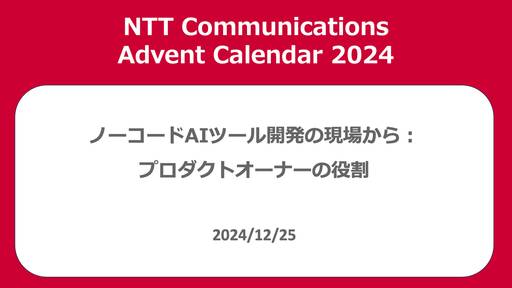 NTT Communications
Advent Calendar 2024
ノーコードAIツール開発の現場から：
プロダクトオーナーの役割
2024/12/25